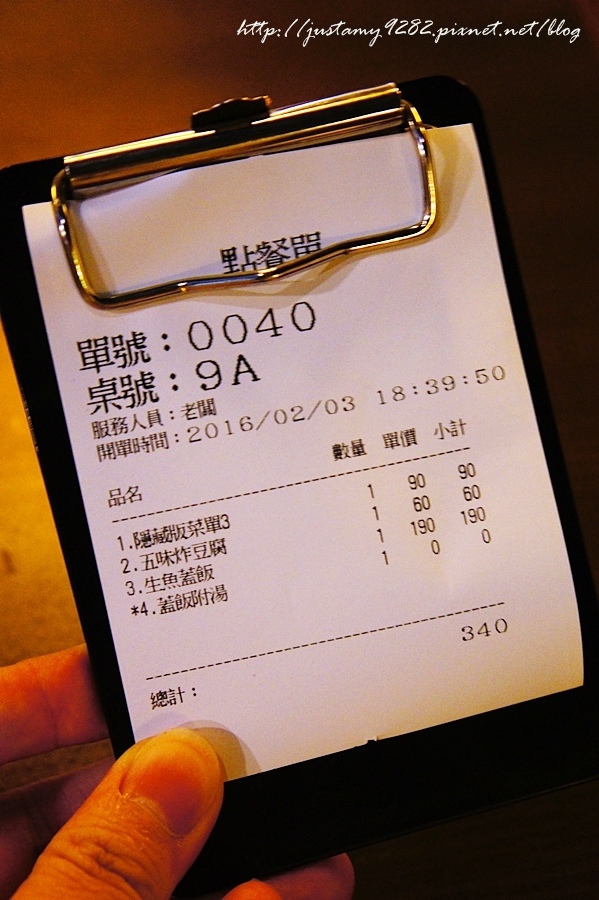 http://justamy9282.pixnet.net/blog
點餐單
單號：0040
桌號：9A
服務人員：老闆
開單時間：2016/02/03 18:39:50
品名 數量 單價 小計
1.隱藏版菜單3 1 90 90
2.五味炸豆腐 1 60 60
3.生魚蓋飯 1 190 190
*4.蓋飯附湯 1 0 0
340
總計：